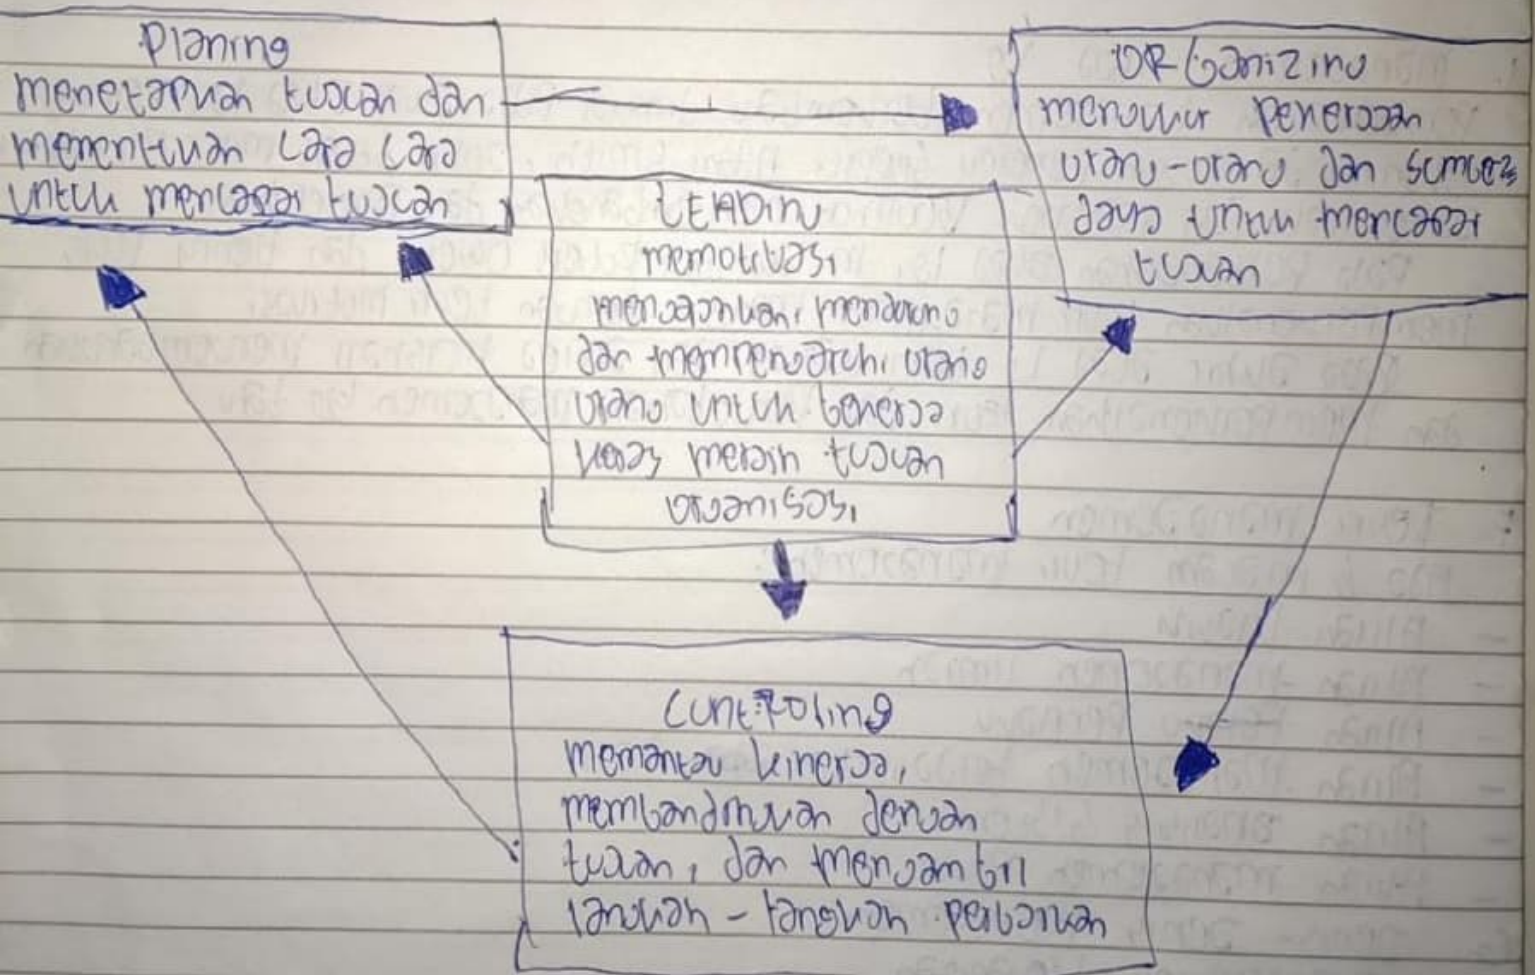 Planing
menetapkan tujuan dan
menentukan cara cara
untuk mencapai tujuan
ORGanizing
mengukur pekerjaan
orang-orang dan sumber
daya untuk mencapai
tujuan
LEADing
memotivasi
mengajarkan, mendorong
dan mempengaruhi orang
orang untuk bekerja
keras meraih tujuan
organisasi
Controling
memantau kinerja,
membandingkan dengan
tujuan, dan mengambil
langkah - langkah perbaikan